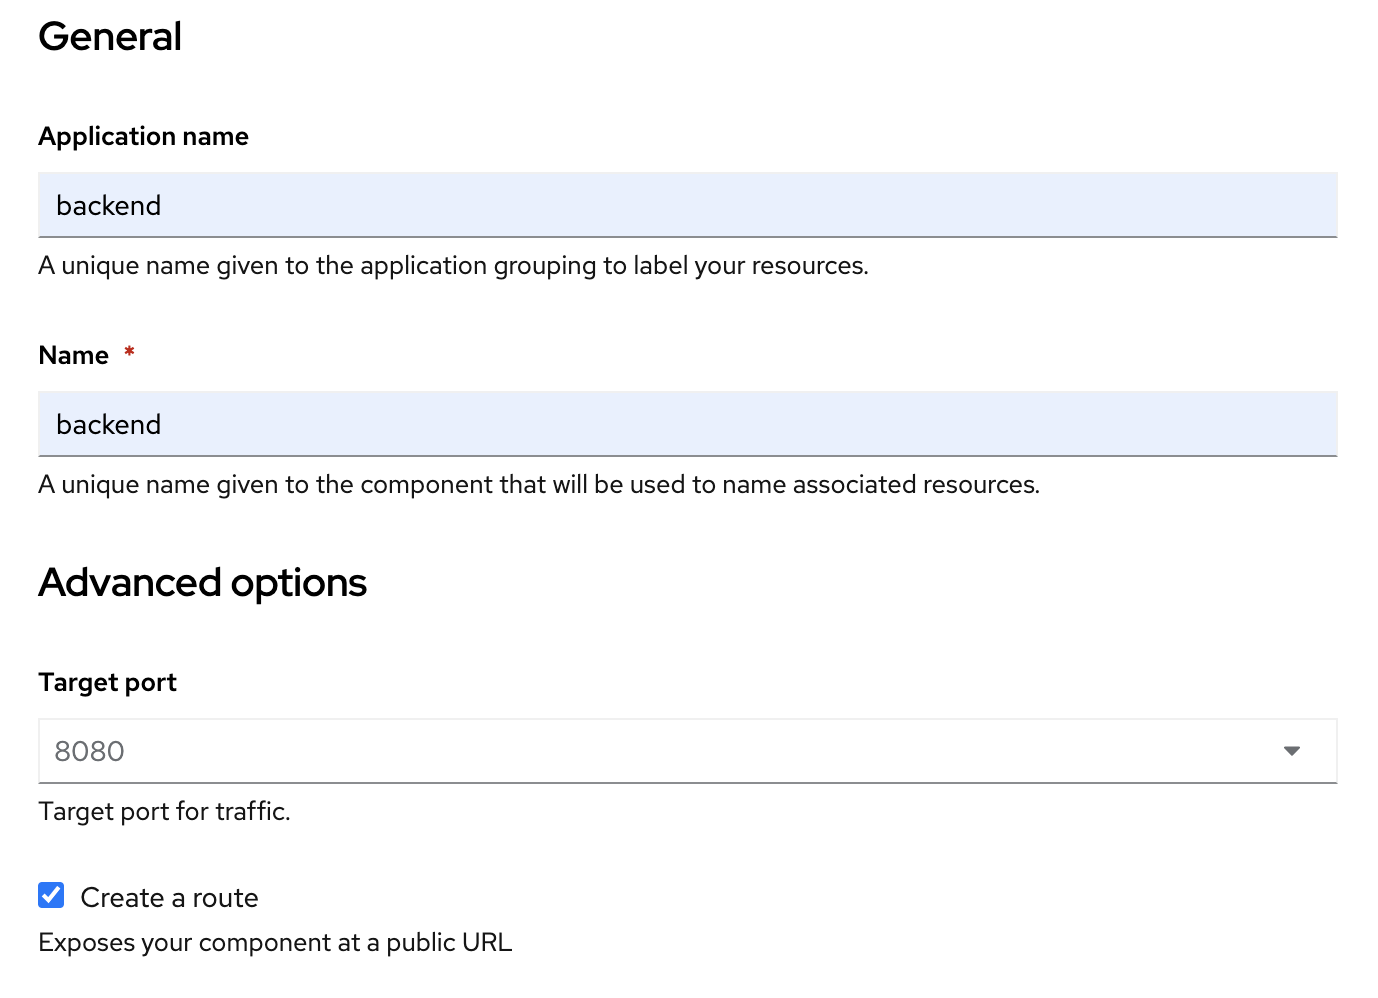 General
Application name
backend
A unique name given to the application grouping to label your resources.
Name *
backend
A unique name given to the component that will be used to name associated resources.
Advanced options
Target port
8080
Target port for traffic.
Create a route
Exposes your component at a public URL